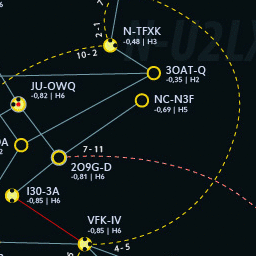 2 - 1
7
N-TFXK
-0,48 | H3
10 - 2
3OAT-Q
-0,35 | H2
JU-OWQ
-0,82 | H6
NC-N3F
-0,69 | H5
7 - 11
2O9G-D
-0,81 | H6
I30-3A
-0,85 | H6
VFK-IV
-0,85 | H6
4 - 5